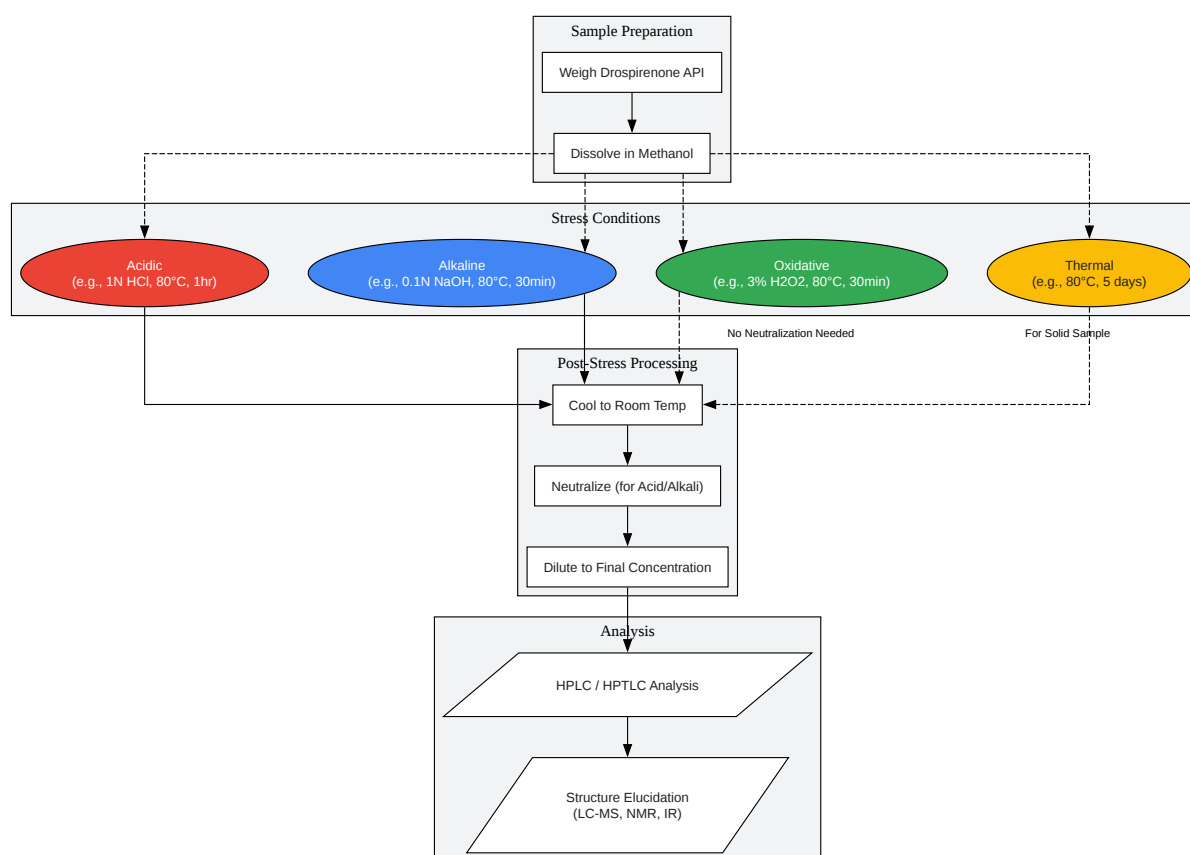 Sample Preparation
Weigh Drospirenone API
Dissolve in Methanol
Stress Conditions
Acidic
(e.g., 1N HCl, 80°C, 1hr)
Alkaline
(e.g., 0.1N NaOH, 80°C, 30min)
Oxidative
(e.g., 3% H2O2, 80°C, 30min)
Thermal
(e.g., 80°C, 5 days)
No Neutralization Needed
For Solid Sample
Post-Stress Processing
Cool to Room Temp
Neutralize (for Acid/Alkali)
Dilute to Final Concentration
Analysis
HPLC / HPTLC Analysis
Structure Elucidation
(LC-MS, NMR, IR)